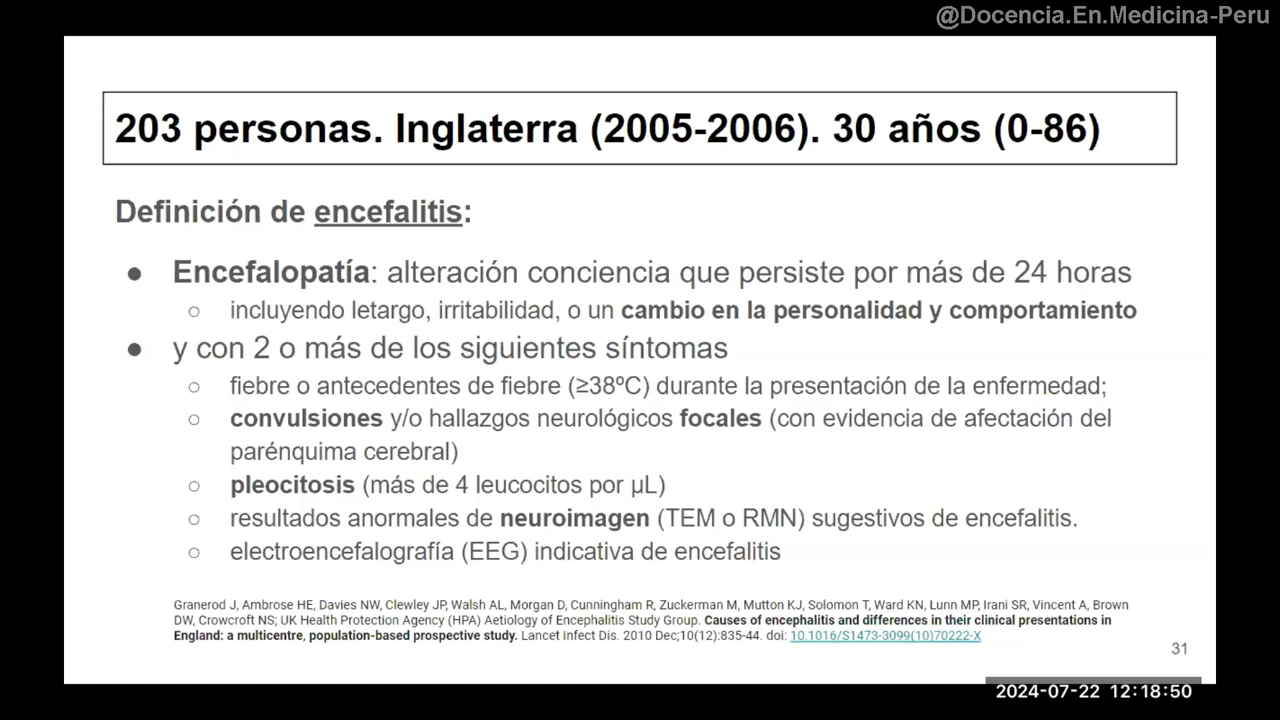 @Docencia.En.Medicina-Peru
203 personas. Inglaterra (2005-2006). 30 años (0-86)
Definición de encefalitis:
● Encefalopatía: alteración conciencia que persiste por más de 24 horas
○ incluyendo letargo, irritabilidad, o un cambio en la personalidad y comportamiento
● y con 2 o más de los siguientes síntomas
○ fiebre o antecedentes de fiebre (≥38ºC) durante la presentación de la enfermedad;
○ convulsiones y/o hallazgos neurológicos focales (con evidencia de afectación del
parénquima cerebral)
○ pleocitosis (más de 4 leucocitos por µL)
○ resultados anormales de neuroimagen (TEM o RMN) sugestivos de encefalitis.
○ electroencefalografía (EEG) indicativa de encefalitis
Granerod J, Ambrose HE, Davies NW, Clewley JP, Walsh AL, Morgan D, Cunningham R, Zuckerman M, Mutton KJ, Solomon T, Ward KN, Lunn MP, Irani SR, Vincent A, Brown
DW, Crowcroft NS; UK Health Protection Agency (HPA) Aetiology of Encephalitis Study Group. Causes of encephalitis and differences in their clinical presentations in
England: a multicentre, population-based prospective study. Lancet Infect Dis. 2010 Dec;10(12):835-44. doi: 10.1016/S1473-3099(10)70222-X
31
2024-07-22 12:18:50